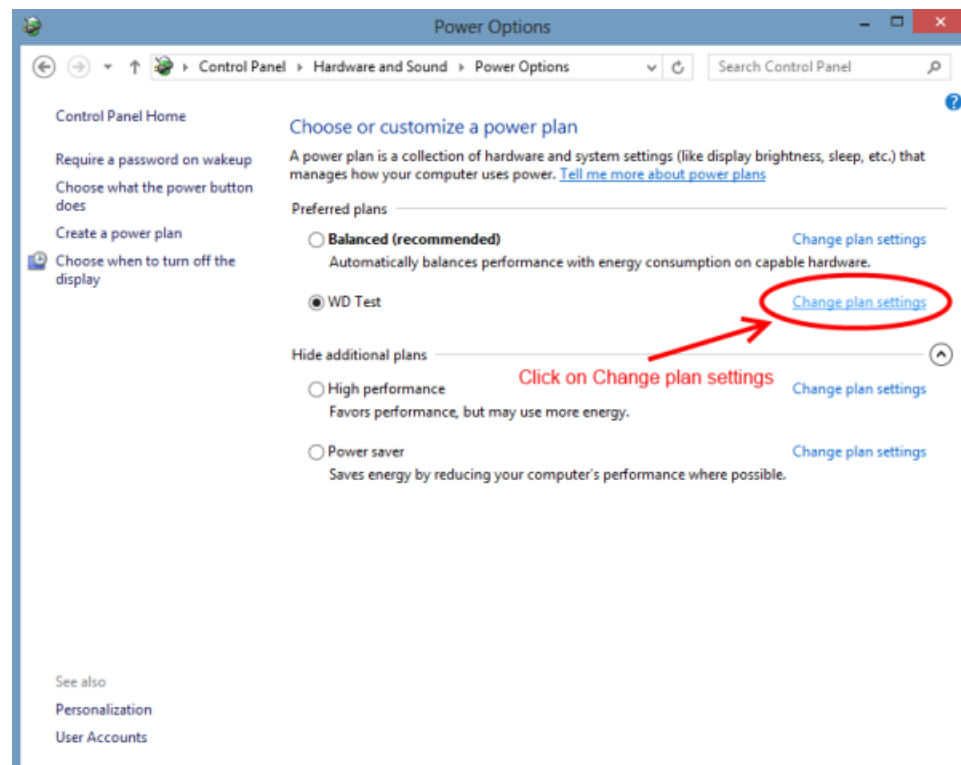 Power Options
Control Panel Hardware and Sound Power Options Search Control Panel
Control Panel Home
Require a password on wakeup
Choose what the power button
does
Create a power plan
Choose when to turn off the
display
Choose or customize a power plan
A power plan is a collection of hardware and system settings (like display brightness, sleep, etc.) that
manages how your computer uses power. Tell me more about power plans
Preferred plans
Balanced (recommended) Change plan settings
Automatically balances performance with energy consumption on capable hardware.
WD Test Change plan settings
Hide additional plans
Click on Change plan settings
High performance Change plan settings
Favors performance, but may use more energy.
Power saver Change plan settings
Saves energy by reducing your computer's performance where possible.
See also
Personalization
User Accounts